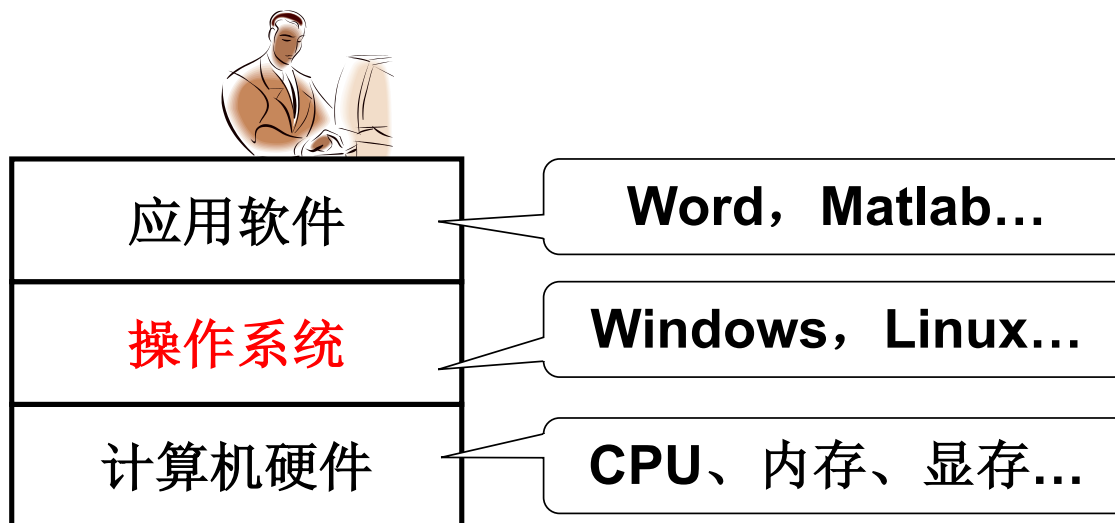 应用软件
Word，Matlab…
操作系统
Windows，Linux…
计算机硬件
CPU、内存、显存…